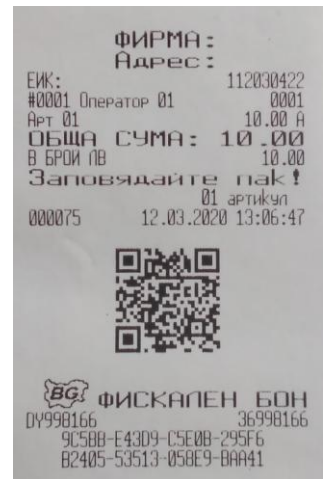 ФИРМА:
Адрес:
ЕИК: 112030422
#0001 Оператор 01 0001
Арт 01 10.00 А
ОБЩА СУМА: 10.00
В БРОИ ЛВ 10.00
Заповядайте пак!
01 артикул
000075 12.03.2020 13:06:47
BG ФИСКАЛЕН БОН
DY998166 36998166
9C5BB-E43D9-C5E0B-295F6
B2405-53513-058E9-BAA41